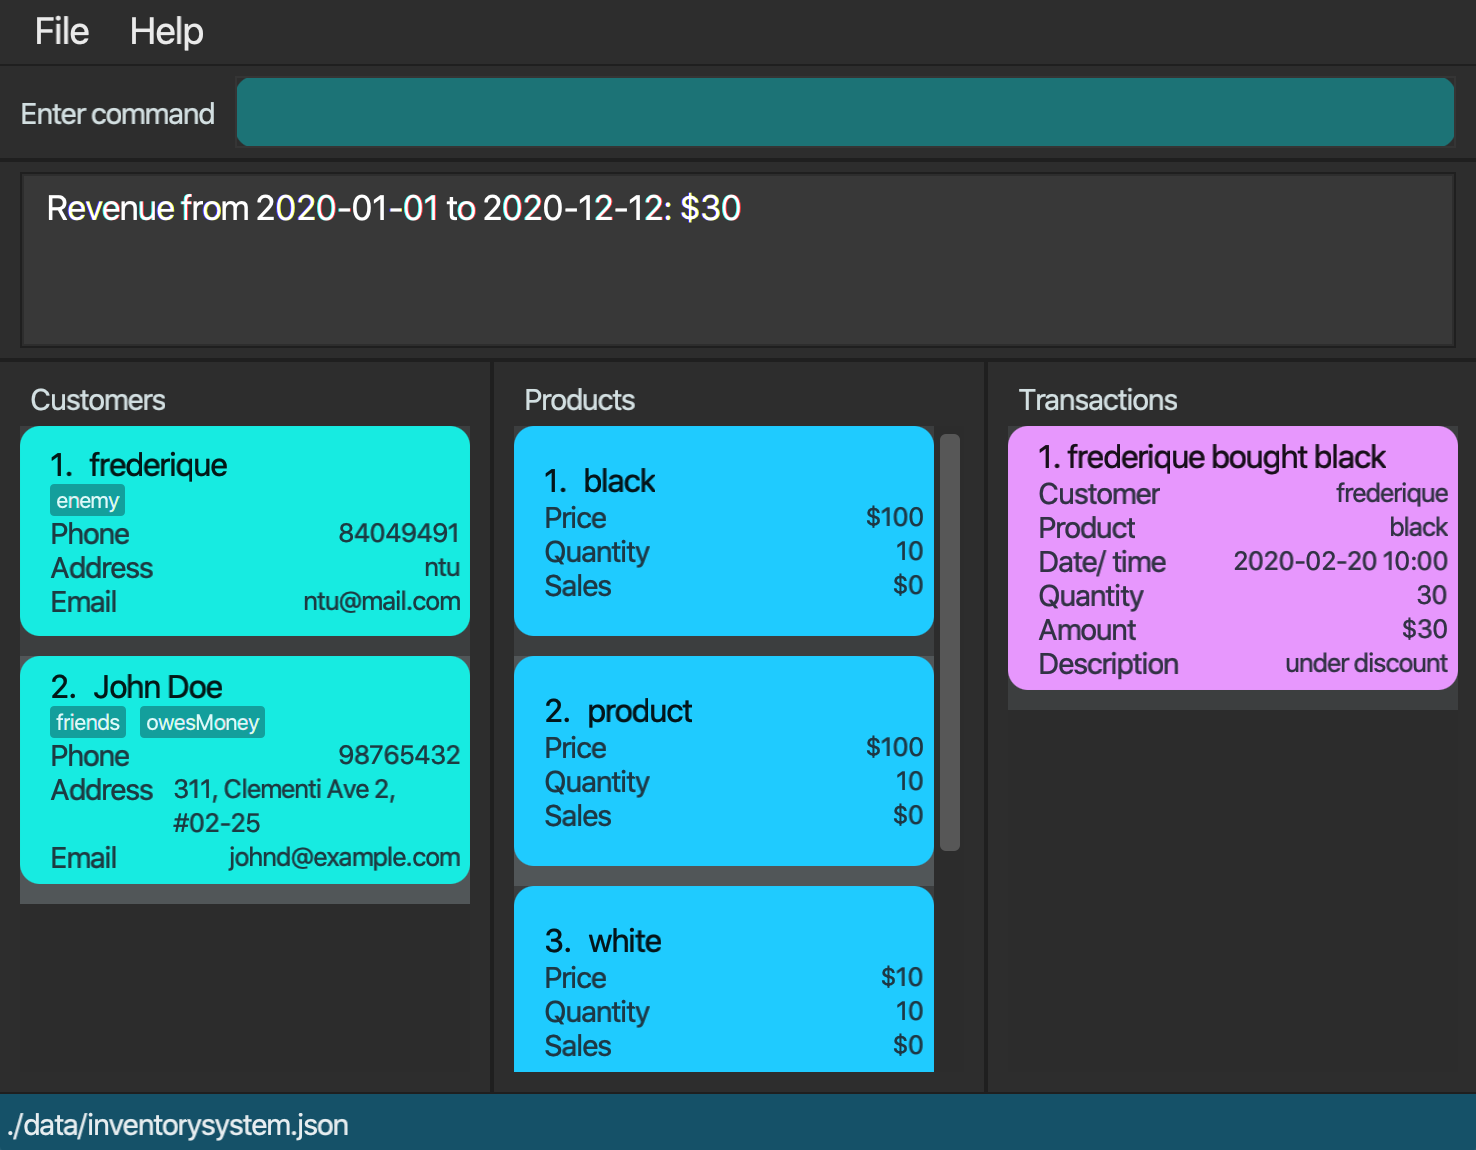 File Help
Enter command
Revenue from 2020-01-01 to 2020-12-12: $30
Customers
1. frederique
enemy
Phone 84049491
Address ntu
Email ntu@mail.com
2. John Doe
friends owesMoney
Phone 98765432
Address 311, Clementi Ave 2,
#02-25
Email johnd@example.com
Products
1. black
Price $100
Quantity 10
Sales $0
2. product
Price $100
Quantity 10
Sales $0
3. white
Price $10
Quantity 10
Sales $0
Transactions
1. frederique bought black
Customer frederique
Product black
Date/ time 2020-02-20 10:00
Quantity 30
Amount $30
Description under discount
./data/inventorysystem.json